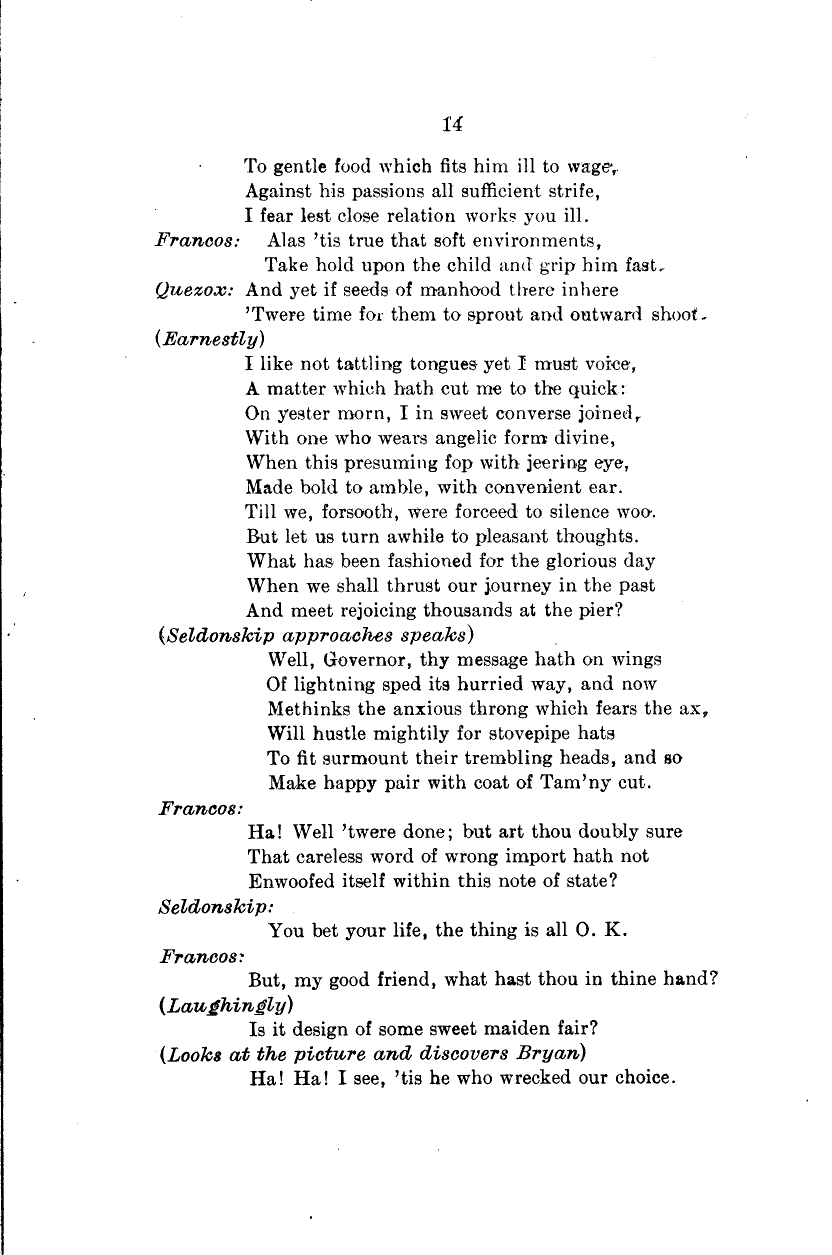 14
To gentle food which fits him ill to wage,
Against his passions all sufficient strife,
I fear lest close relation works you ill.
Francos: Alas 'tis true that soft environments,
Take hold upon the child and grip him fast.
Quezox: And yet if seeds of manhood there inhere
'Twere time for them to sprout and outward shoot.
(Earnestly)
I like not tattling tongues yet I must voice,
A matter which hath cut me to the quick:
On yester morn, I in sweet converse joined,
With one who wears angelic form divine,
When this presuming fop with jeering eye,
Made bold to amble, with convenient ear.
Till we, forsooth, were forceed to silence woo.
But let us turn awhile to pleasant thoughts.
What has been fashioned for the glorious day
When we shall thrust our journey in the past
And meet rejoicing thousands at the pier?
(Seldonskip approaches speaks)
Well, Governor, thy message hath on wings
Of lightning sped its hurried way, and now
Methinks the anxious throng which fears the ax,
Will hustle mightily for stovepipe hats
To fit surmount their trembling heads, and so
Make happy pair with coat of Tam'ny cut.
Francos:
Ha! Well 'twere done; but art thou doubly sure
That careless word of wrong import hath not
Enwoofed itself within this note of state?
Seldonskip:
You bet your life, the thing is all O. K.
Francos:
But, my good friend, what hast thou in thine hand?
(Laughingly)
Is it design of some sweet maiden fair?
(Looks at the picture and discovers Bryan)
Ha! Ha! I see, 'tis he who wrecked our choice.